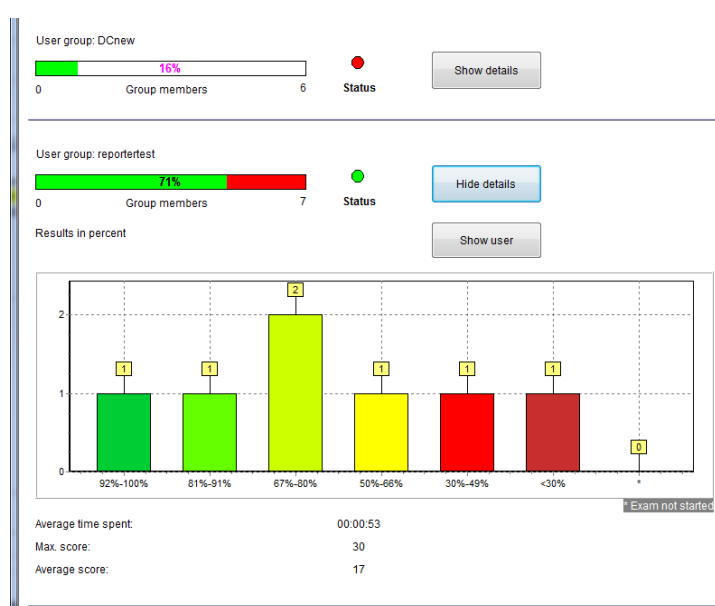 User group: DCnew
16%
0 Group members 6 Status
Show details
User group: reportertest
71%
0 Group members 7 Status
Hide details
Results in percent
Show user
2
1 1 2 1 1 1 0
1
0
92%-100% 81%-91% 67%-80% 50%-66% 30%-49% <30% *
* Exam not started
Average time spent: 00:00:53
Max. score: 30
Average score: 17